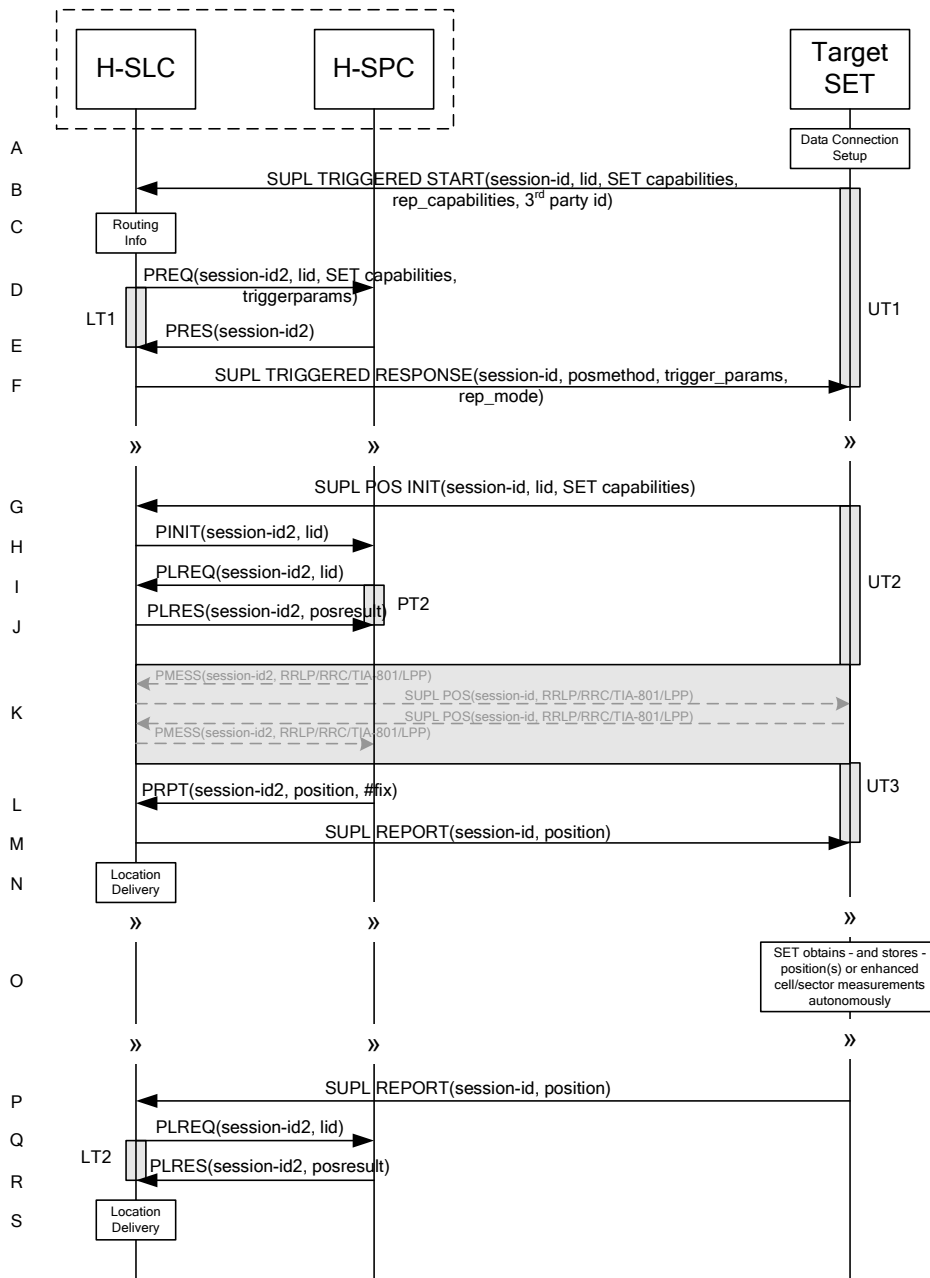 H-SLC
H-SPC
Target
SET
A
Data Connection
Setup
B
SUPL TRIGGERED START(session-id, lid, SET capabilities,
rep_capabilities, 3rd party id)
C
Routing
Info
D
PREQ(session-id2, lid, SET capabilities,
triggerparams)
LT1
UT1
PRES(session-id2)
E
F
SUPL TRIGGERED RESPONSE(session-id, posmethod, trigger_params,
rep_mode)
»
»
»
G
SUPL POS INIT(session-id, lid, SET capabilities)
H
PINIT(session-id2, lid)
I
PLREQ(session-id2, lid)
UT2
PT2
J
PLRES(session-id2, posresult)
PMESS(session-id2, RRLP/RRC/TIA-801/LPP)
SUPL POS(session-id, RRLP/RRC/TIA-801/LPP)
K
SUPL POS(session-id, RRLP/RRC/TIA-801/LPP)
PMESS(session-id2, RRLP/RRC/TIA-801/LPP)
UT3
L
PRPT(session-id2, position, #fix)
M
SUPL REPORT(session-id, position)
N
Location
Delivery
»
»
»
O
SET obtains - and stores -
position(s) or enhanced
cell/sector measurements
autonomously
»
»
»
P
SUPL REPORT(session-id, position)
Q
PLREQ(session-id2, lid)
LT2
R
PLRES(session-id2, posresult)
S
Location
Delivery